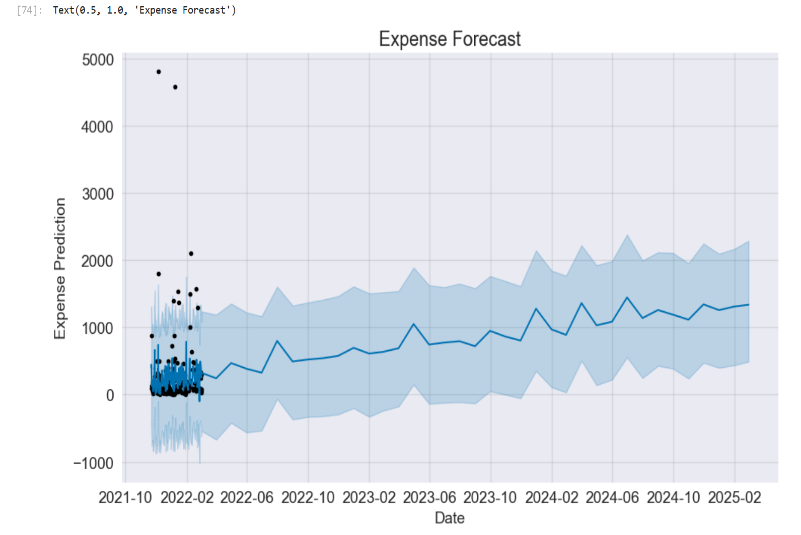 [74]: Text(0.5, 1.0, 'Expense Forecast')
Expense Forecast
5000
4000
3000
2000
1000
0
−1000
Expense Prediction
2021-10 2022-02 2022-06 2022-10 2023-02 2023-06 2023-10 2024-02 2024-06 2024-10 2025-02
Date